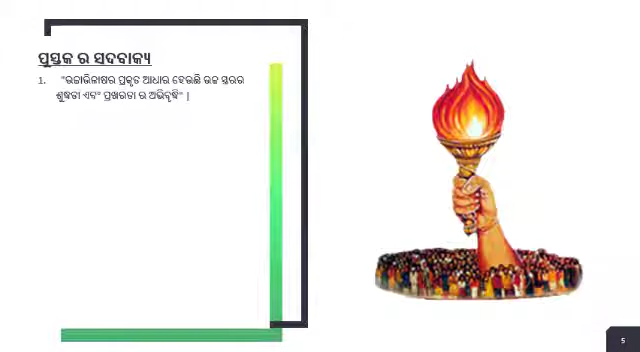 ପୁସ୍ତକ ର ସଦବାକ୍ୟ
1. "ଉଚ୍ଚାଭିଳାଷର ପ୍ରକୃତ ଆଧାର ହେଉଛି ଉଚ୍ଚ ସ୍ତରର
ଶୁଦ୍ଧତା ଏବଂ ପ୍ରଖରତା ର ଅଭିବୃଦ୍ଧି" |
5